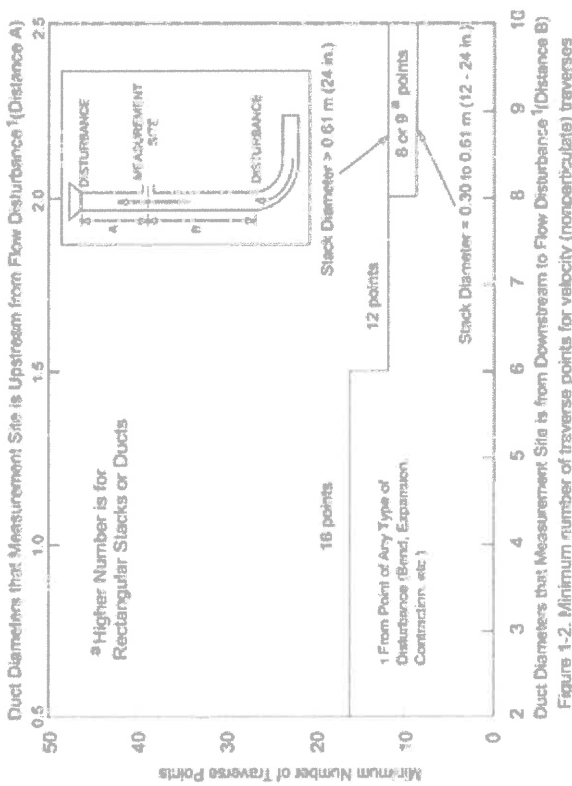 Duct Diameters that Measurement Site is Upstream from Flow Disturbance ¹(Distance A)
0.5
1.0
1.5
2.0
2.5
50
40
30
20
10
0
Minimum Number of Traverse Points
ª Higher Number is for
Rectangular Stacks or Ducts
DISTURBANCE
A
MEASUREMENT
SITE
B
DISTURBANCE
Stack Diameter > 0.61 m (24 in.)
16 points
12 points
8 or 9 ª points
¹ From Point of Any Type of
Disturbance (Bend, Expansion,
Contraction, etc.)
Stack Diameter = 0.30 to 0.61 m (12 - 24 in.)
2
3
4
5
6
7
8
9
10
Duct Diameters that Measurement Site is from Downstream to Flow Disturbance ¹(Distance B)
Figure 1-2. Minimum number of traverse points for velocity (nonparticulate) traverses